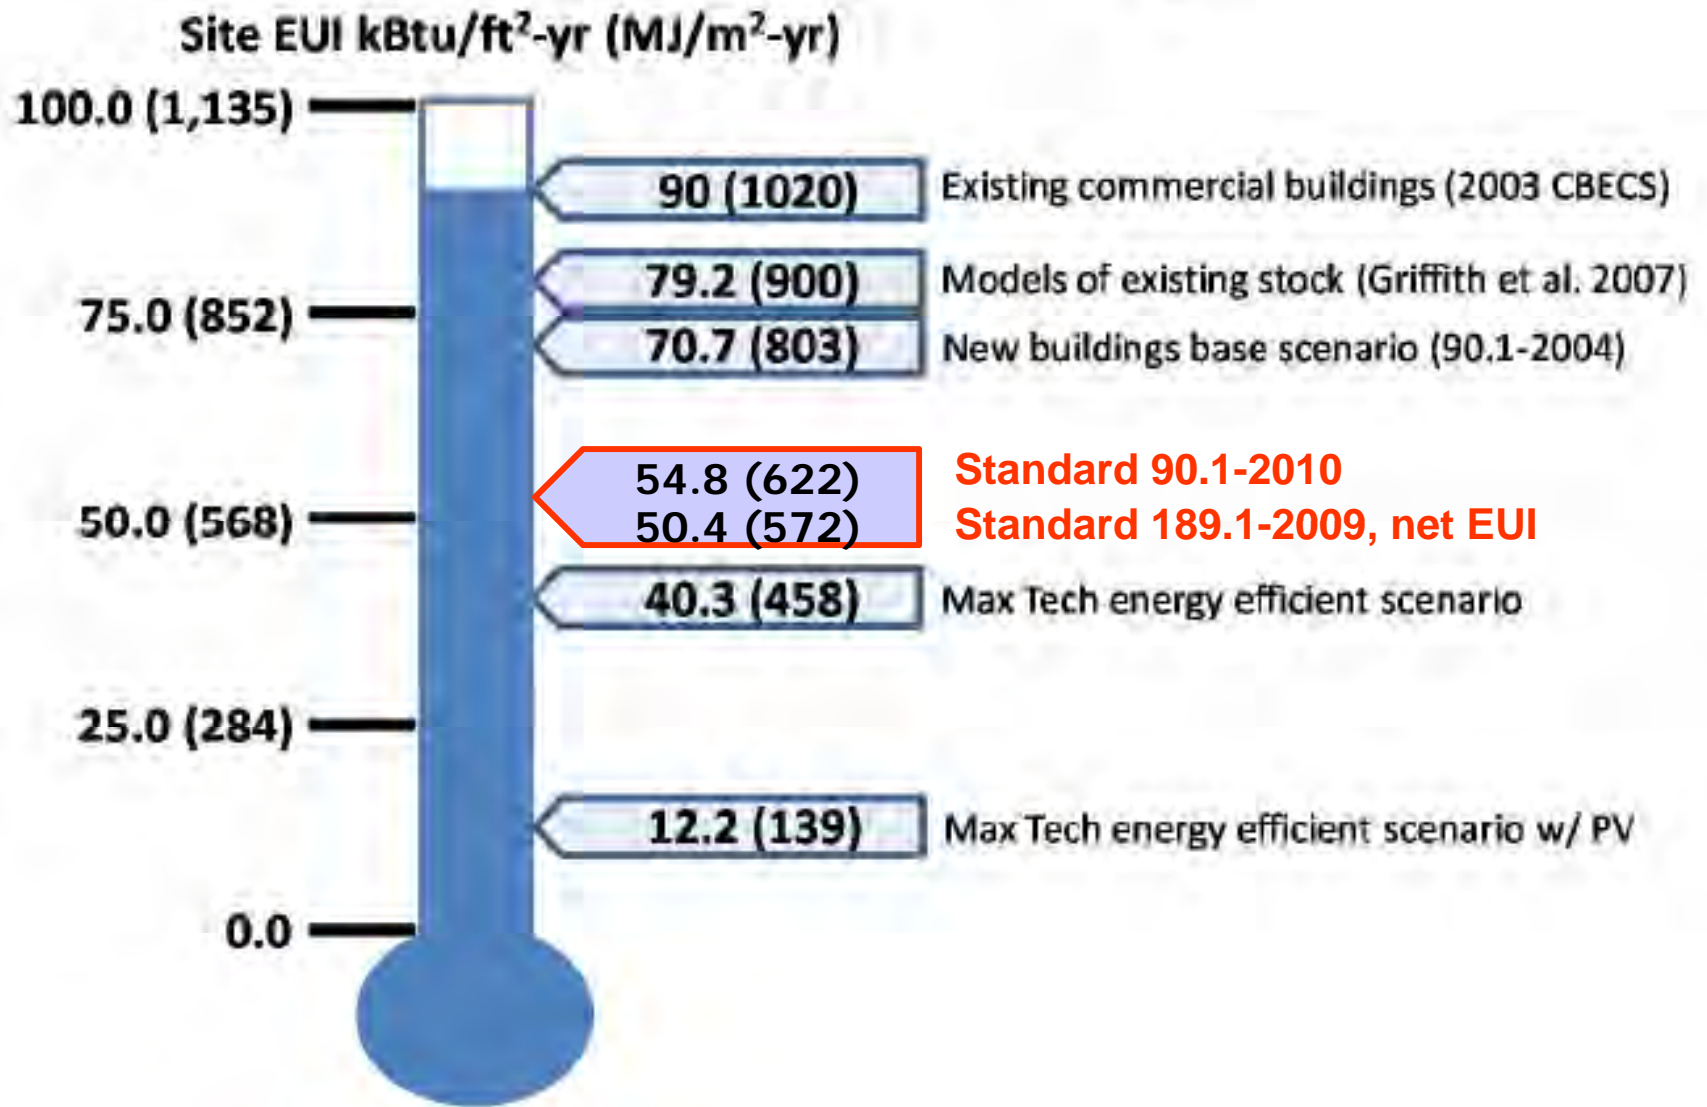 Site EUI kBtu/ft²-yr (MJ/m²-yr)
100.0 (1,135)
90 (1020) Existing commercial buildings (2003 CBECS)
79.2 (900) Models of existing stock (Griffith et al. 2007)
75.0 (852)
70.7 (803) New buildings base scenario (90.1-2004)
54.8 (622) Standard 90.1-2010
50.0 (568)
50.4 (572) Standard 189.1-2009, net EUI
40.3 (458) Max Tech energy efficient scenario
25.0 (284)
12.2 (139) Max Tech energy efficient scenario w/ PV
0.0